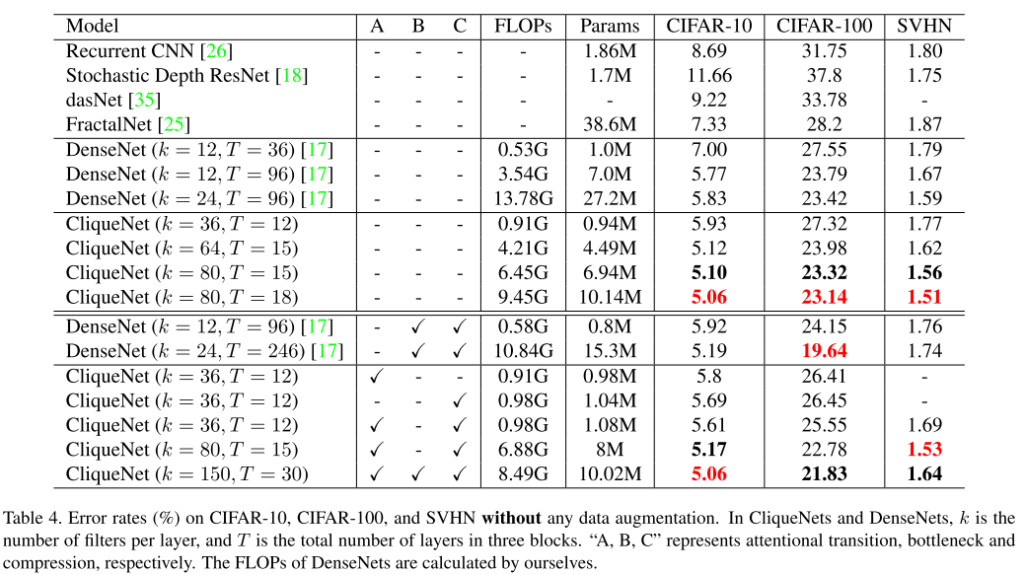 Model A B C FLOPs Params CIFAR-10 CIFAR-100 SVHN
Recurrent CNN [26] - - - - 1.86M 8.69 31.75 1.80
Stochastic Depth ResNet [18] - - - - 1.7M 11.66 37.8 1.75
dasNet [35] - - - - - 9.22 33.78 -
FractalNet [25] - - - - 38.6M 7.33 28.2 1.87
DenseNet (k = 12, T = 36) [17] - - - 0.53G 1.0M 7.00 27.55 1.79
DenseNet (k = 12, T = 96) [17] - - - 3.54G 7.0M 5.77 23.79 1.67
DenseNet (k = 24, T = 96) [17] - - - 13.78G 27.2M 5.83 23.42 1.59
CliqueNet (k = 36, T = 12) - - - 0.91G 0.94M 5.93 27.32 1.77
CliqueNet (k = 64, T = 15) - - - 4.21G 4.49M 5.12 23.98 1.62
CliqueNet (k = 80, T = 15) - - - 6.45G 6.94M 5.10 23.32 1.56
CliqueNet (k = 80, T = 18) - - - 9.45G 10.14M 5.06 23.14 1.51
DenseNet (k = 12, T = 96) [17] - ✓ ✓ 0.58G 0.8M 5.92 24.15 1.76
DenseNet (k = 24, T = 246) [17] - ✓ ✓ 10.84G 15.3M 5.19 19.64 1.74
CliqueNet (k = 36, T = 12) ✓ - - 0.91G 0.98M 5.8 26.41 -
CliqueNet (k = 36, T = 12) - - ✓ 0.98G 1.04M 5.69 26.45 -
CliqueNet (k = 36, T = 12) ✓ - ✓ 0.98G 1.08M 5.61 25.55 1.69
CliqueNet (k = 80, T = 15) ✓ - ✓ 6.88G 8M 5.17 22.78 1.53
CliqueNet (k = 150, T = 30) ✓ ✓ ✓ 8.49G 10.02M 5.06 21.83 1.64
Table 4. Error rates (%) on CIFAR-10, CIFAR-100, and SVHN without any data augmentation. In CliqueNets and DenseNets, k is the
number of filters per layer, and T is the total number of layers in three blocks. “A, B, C” represents attentional transition, bottleneck and
compression, respectively. The FLOPs of DenseNets are calculated by ourselves.